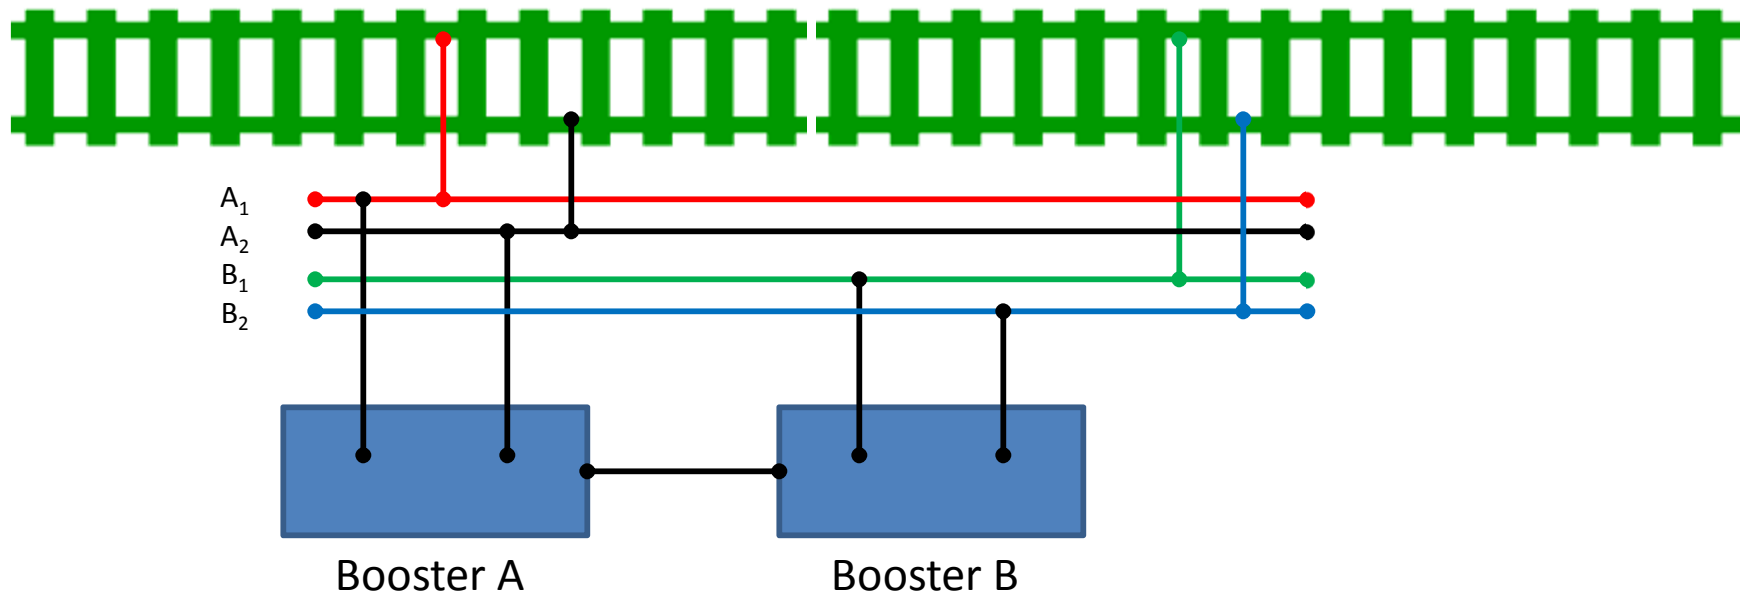 A₁
A₂
B₁
B₂
Booster A
Booster B